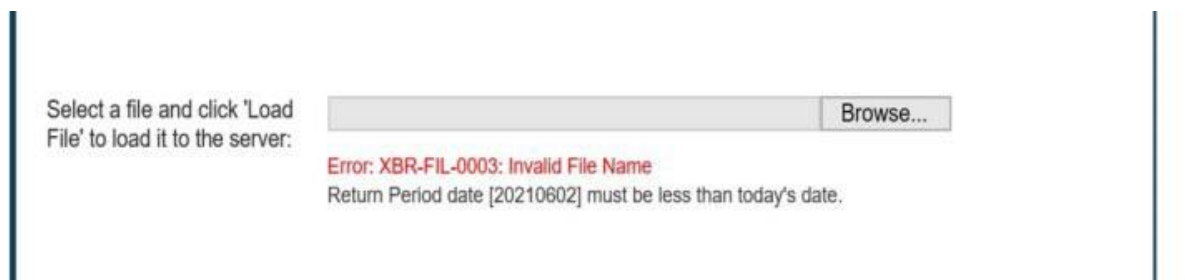 Select a file and click 'Load
File' to load it to the server:
Browse...
Error: XBR-FIL-0003: Invalid File Name
Return Period date [20210602] must be less than today's date.